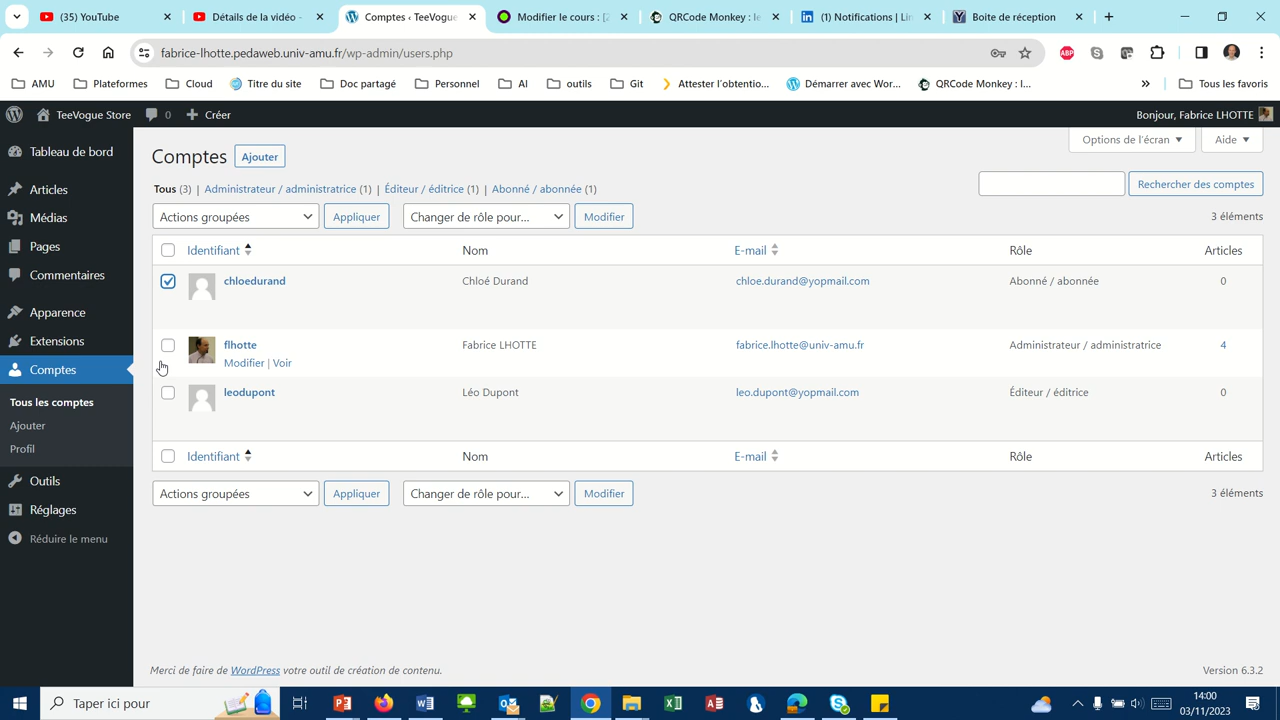 (35) YouTube
Détails de la vidéo -
Comptes ‹ TeeVogue
Modifier le cours : [2
QRCode Monkey : le
(1) Notifications | Lin
Boite de réception
fabrice-lhotte.pedaweb.univ-amu.fr/wp-admin/users.php
ABP
AMU
Plateformes
Cloud
Titre du site
Doc partagé
Personnel
AI
outils
Git
Attester l'obtentio...
Démarrer avec Wor...
QRCode Monkey : l...
»
Tous les favoris
TeeVogue Store
0
+ Créer
Bonjour, Fabrice LHOTTE
Tableau de bord
Articles
Médias
Pages
Commentaires
Apparence
Extensions
Comptes
Tous les comptes
Ajouter
Profil
Outils
Réglages
Réduire le menu
Options de l'écran
Aide
Comptes
Ajouter
Tous (3) | Administrateur / administratrice (1) | Éditeur / éditrice (1) | Abonné / abonnée (1)
Rechercher des comptes
Actions groupées
Appliquer
Changer de rôle pour...
Modifier
3 éléments
Identifiant
Nom
E-mail
Rôle
Articles
chloedurand
Chloé Durand
chloe.durand@yopmail.com
Abonné / abonnée
0
flhotte
Fabrice LHOTTE
fabrice.lhotte@univ-amu.fr
Administrateur / administratrice
4
Modifier | Voir
leodupont
Léo Dupont
leo.dupont@yopmail.com
Éditeur / éditrice
0
Identifiant
Nom
E-mail
Rôle
Articles
Actions groupées
Appliquer
Changer de rôle pour...
Modifier
3 éléments
Merci de faire de WordPress votre outil de création de contenu.
Version 6.3.2
Taper ici pour
14:00
03/11/2023